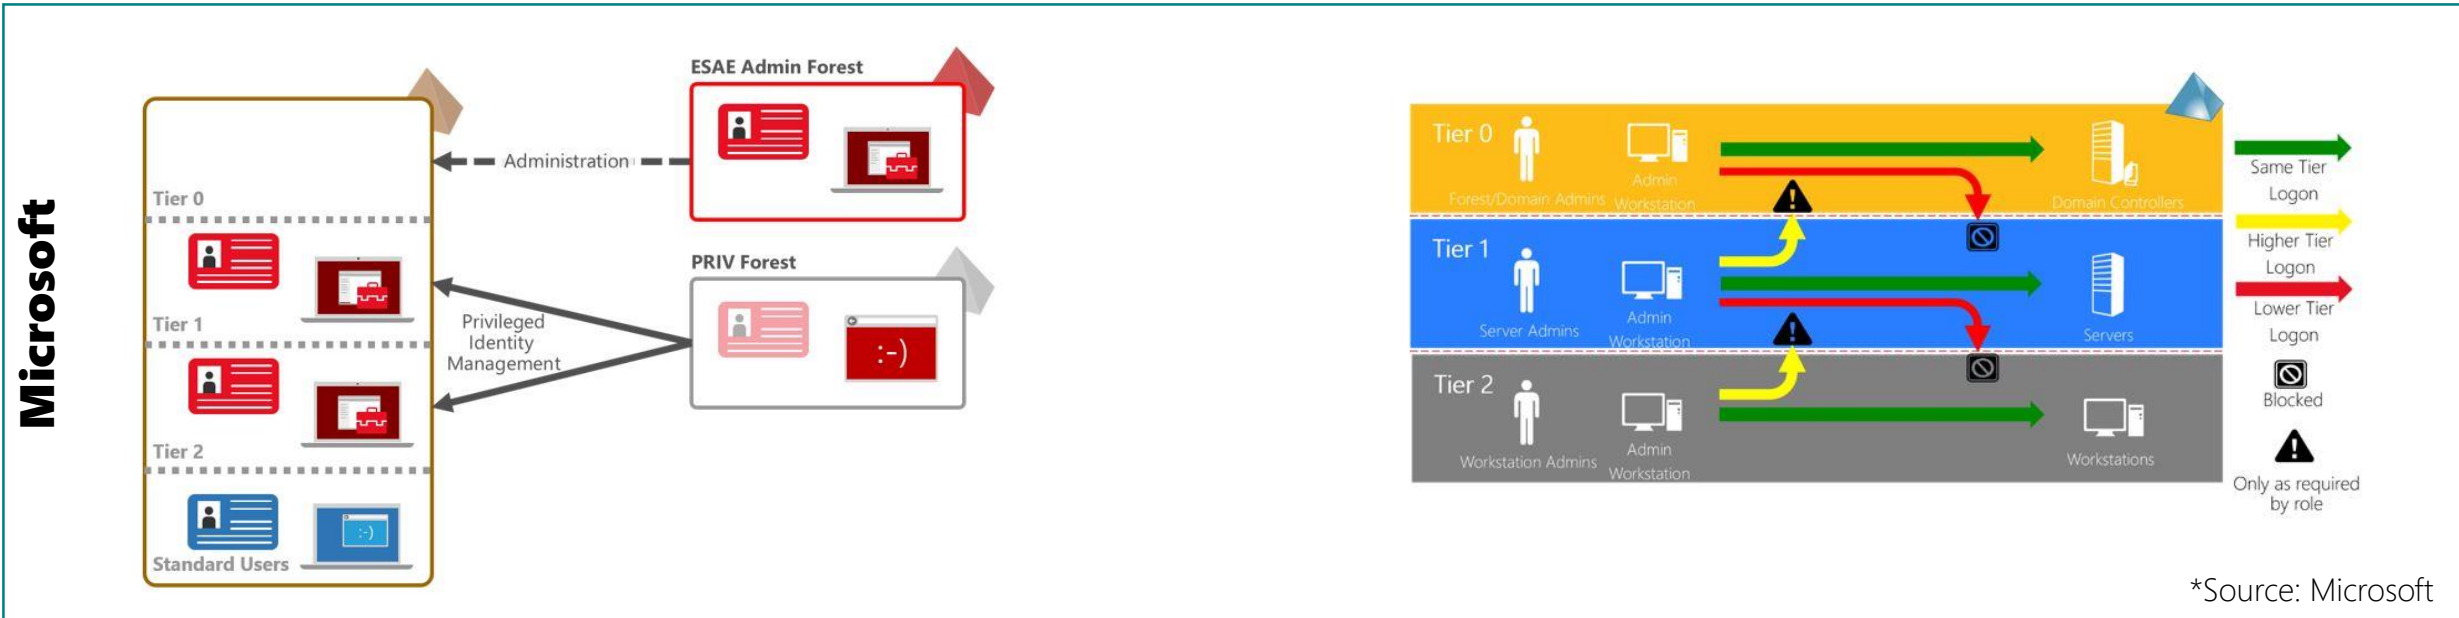 Microsoft
ESAE Admin Forest
Administration
Tier 0
PRIV Forest
Tier 1
Privileged
Identity
Management
Tier 2
:-)
:-)
Standard Users
Tier 0
Forest/Domain Admins
Admin
Workstation
Domain Controllers
Tier 1
Server Admins
Admin
Workstation
Servers
Tier 2
Workstation Admins
Admin
Workstation
Workstations
Same Tier
Logon
Higher Tier
Logon
Lower Tier
Logon
Blocked
!
!
!
Only as required
by role
*Source: Microsoft